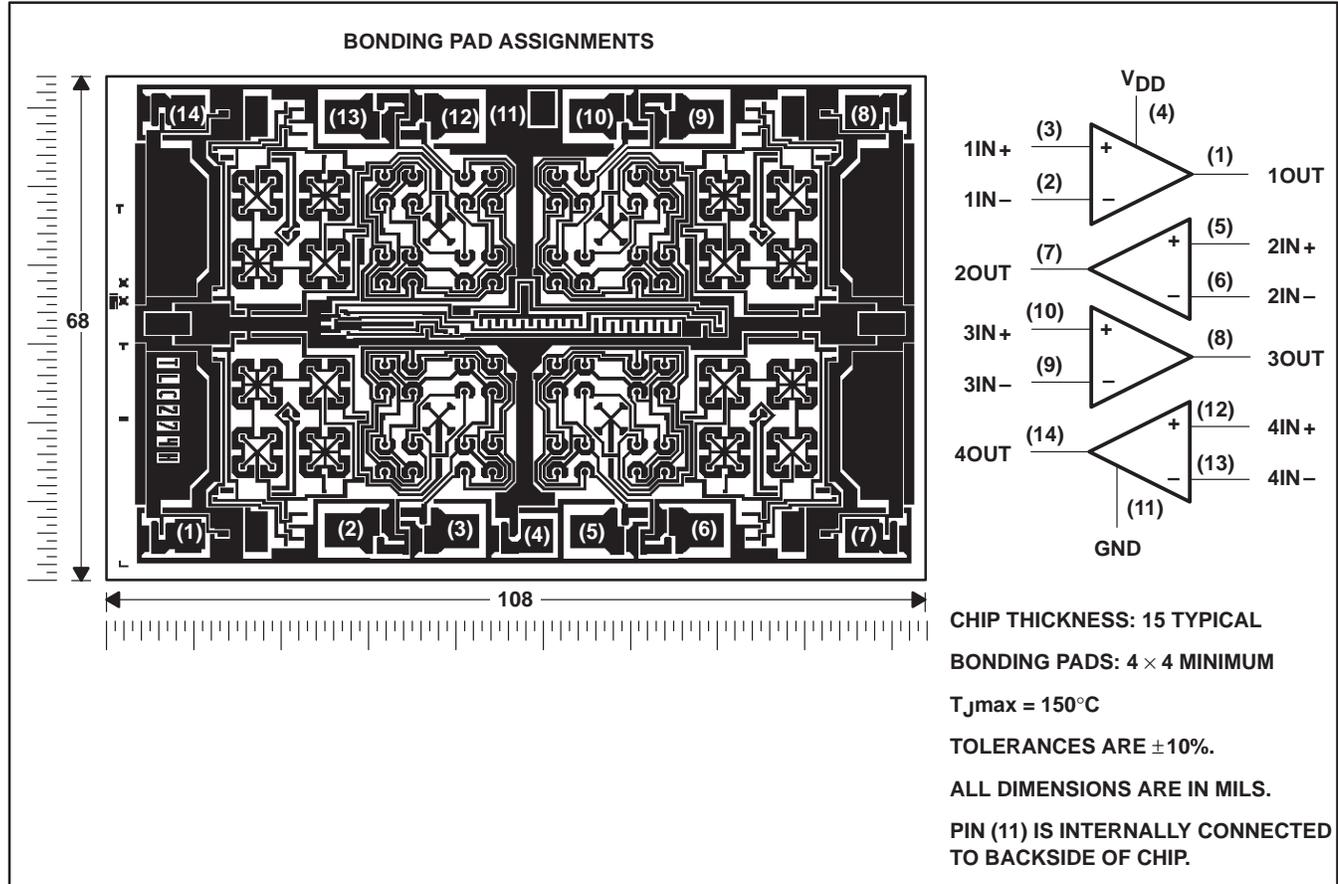 BONDING PAD ASSIGNMENTS
(14) (13) (12) (11) (10) (9) (8)
68
(1) (2) (3) (4) (5) (6) (7)
108
VDD
(4)
1IN+ (3) +
(1) 1OUT
1IN− (2) −
+ (5) 2IN+
2OUT (7)
− (6) 2IN−
3IN+ (10) +
(8) 3OUT
3IN− (9) −
+ (12) 4IN+
4OUT (14)
− (13) 4IN−
(11)
GND
CHIP THICKNESS: 15 TYPICAL
BONDING PADS: 4 × 4 MINIMUM
TJmax = 150°C
TOLERANCES ARE ±10%.
ALL DIMENSIONS ARE IN MILS.
PIN (11) IS INTERNALLY CONNECTED
TO BACKSIDE OF CHIP.